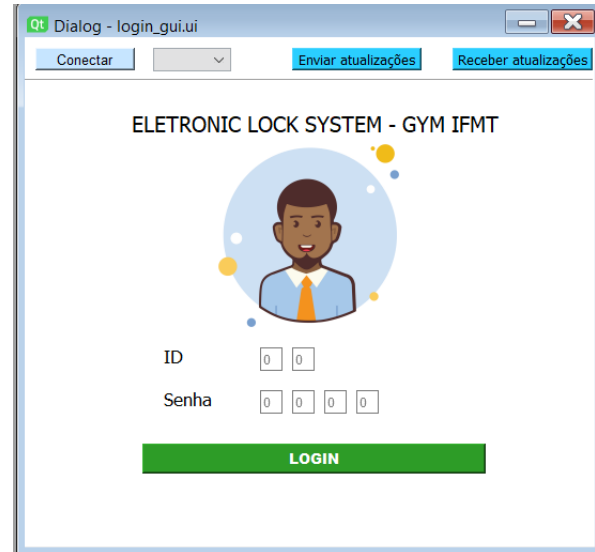 Dialog - login_gui.ui
Conectar Enviar atualizações Receber atualizações
ELETRONIC LOCK SYSTEM - GYM IFMT
ID 0 0
Senha 0 0 0 0
LOGIN